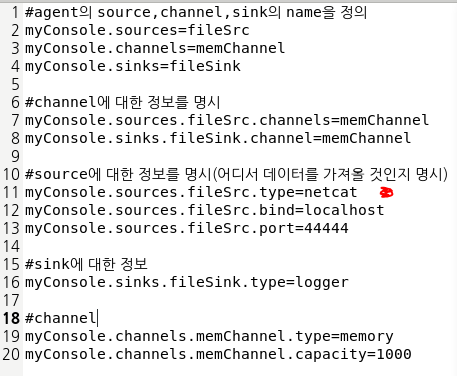 1 #agent의 source,channel,sink의 name을 정의
2 myConsole.sources=fileSrc
3 myConsole.channels=memChannel
4 myConsole.sinks=fileSink
5
6 #channel에 대한 정보를 명시
7 myConsole.sources.fileSrc.channels=memChannel
8 myConsole.sinks.fileSink.channel=memChannel
9
10 #source에 대한 정보를 명시(어디서 데이터를 가져올 것인지 명시)
11 myConsole.sources.fileSrc.type=netcat
12 myConsole.sources.fileSrc.bind=localhost
13 myConsole.sources.fileSrc.port=44444
14
15 #sink에 대한 정보
16 myConsole.sinks.fileSink.type=logger
17
18 #channel
19 myConsole.channels.memChannel.type=memory
20 myConsole.channels.memChannel.capacity=1000